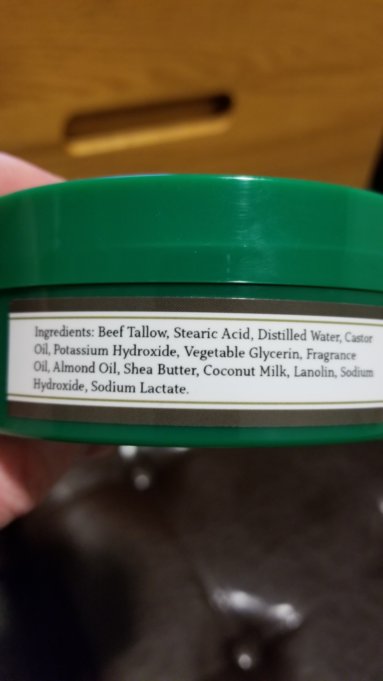 Ingredients: Beef Tallow, Stearic Acid, Distilled Water, Castor
Oil, Potassium Hydroxide, Vegetable Glycerin, Fragrance
Oil, Almond Oil, Shea Butter, Coconut Milk, Lanolin, Sodium
Hydroxide, Sodium Lactate.